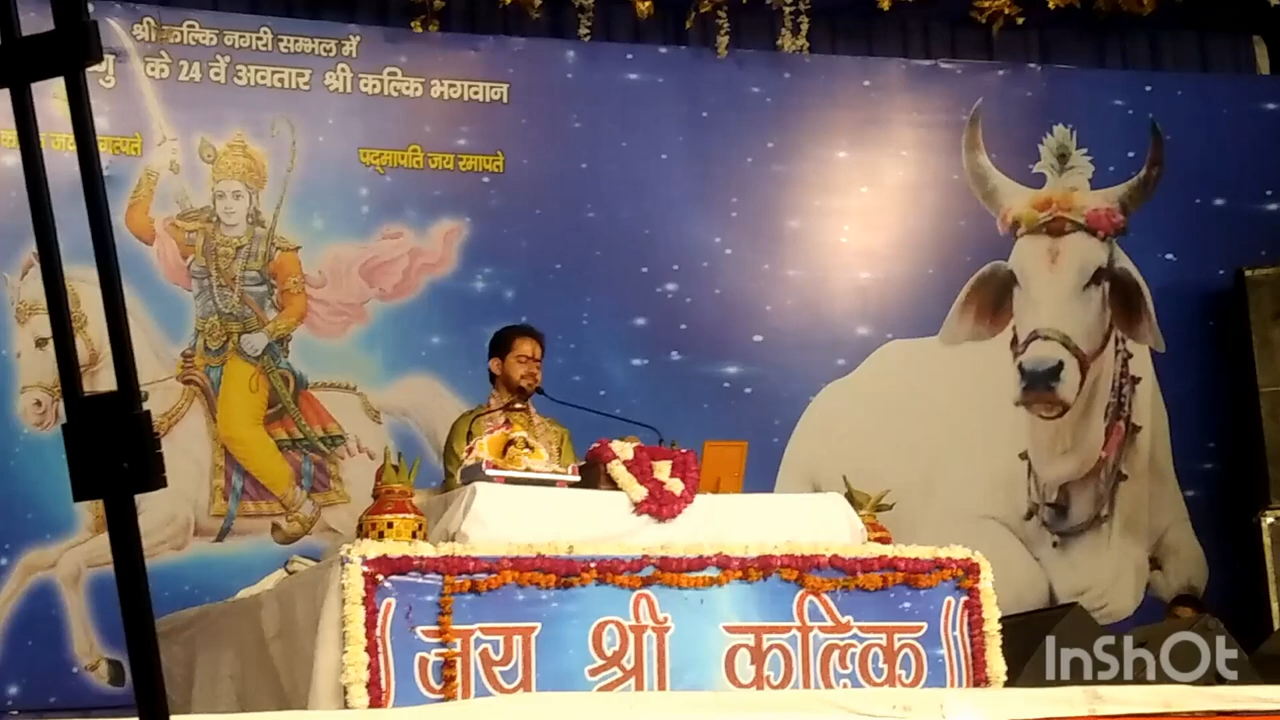 श्री कल्कि नगरी सम्भल में
के 24 वें अवतार श्री कल्कि भगवान
पद्मापति जय रमापते
॥ जय श्री कल्कि ॥
InShOt